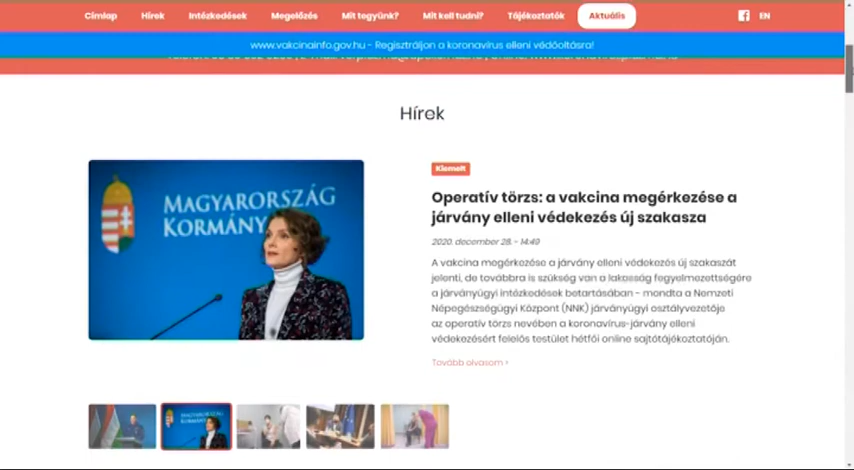 Címlap Hírek Intézkedések Megelőzés Mit tegyünk? Mit kell tudni? Tájékoztatók Aktuális EN
www.vakcinainfo.gov.hu - Regisztráljon a koronavírus elleni védőoltásra!
Hírek
MAGYARORSZÁG
KORMÁNY
Kiemelt
Operatív törzs: a vakcina megérkezése a
járvány elleni védekezés új szakasza
2020. december 28. - 14:49
A vakcina megérkezése a járvány elleni védekezés új szakaszát
jelenti, de továbbra is szükség van a lakosság fegyelmezettségére
a járványügyi intézkedések betartásában - mondta a Nemzeti
Népegészségügyi Központ (NNK) járványügyi osztályvezetője
az operatív törzs nevében a koronavírus-járvány elleni
védekezésért felelős testület hétfői online sajtótájékoztatóján.
Tovább olvasom >